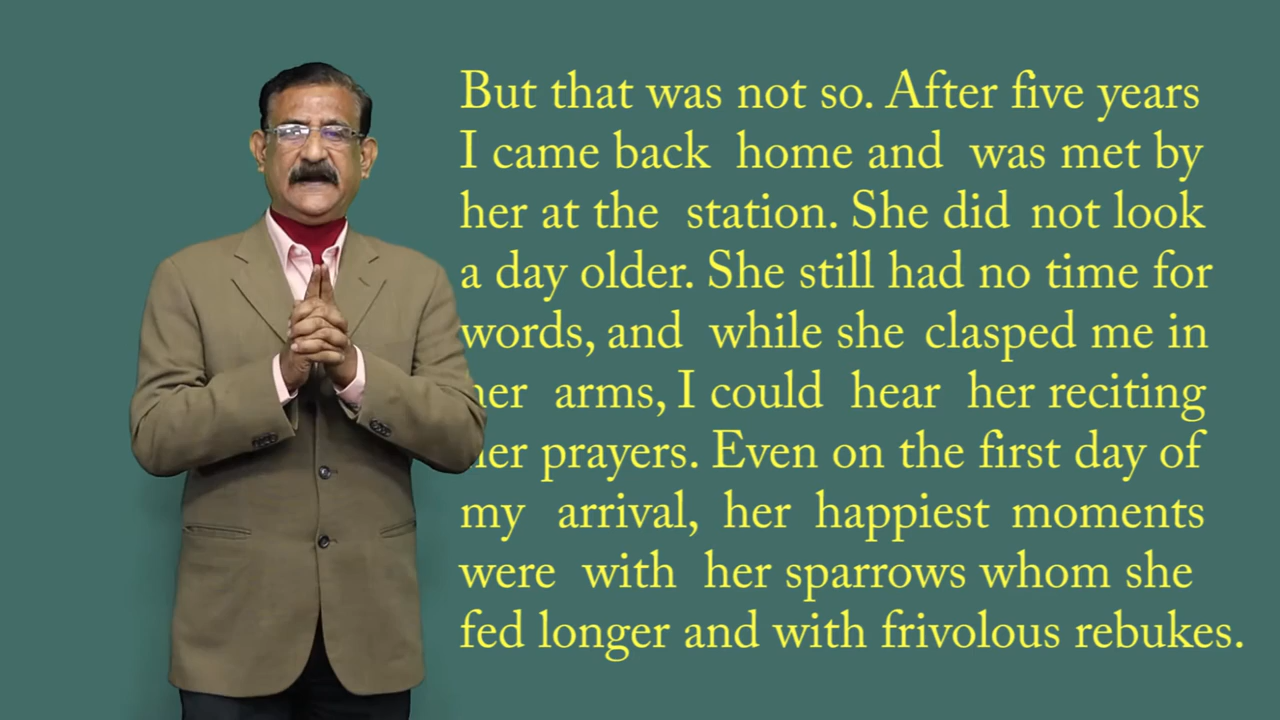 But that was not so. After five years
I came back home and was met by
her at the station. She did not look
a day older. She still had no time for
words, and while she clasped me in
her arms, I could hear her reciting
her prayers. Even on the first day of
my arrival, her happiest moments
were with her sparrows whom she
fed longer and with frivolous rebukes.